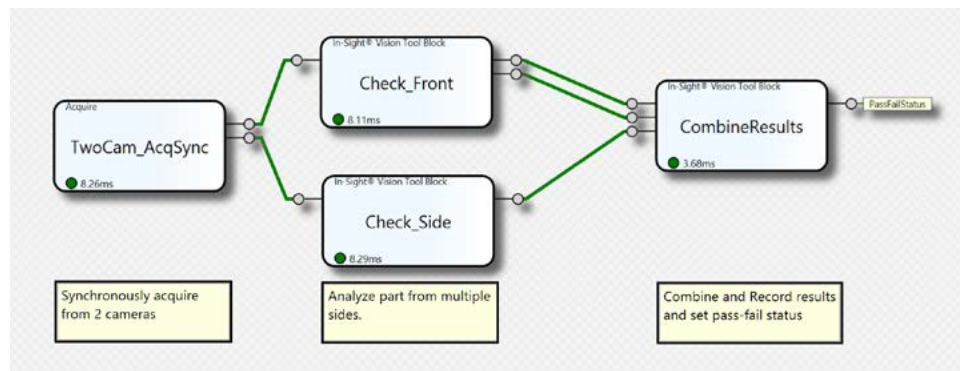 Acquire
TwoCam_AcqSync
8.26ms
In-Sight® Vision Tool Block
Check_Front
8.11ms
In-Sight® Vision Tool Block
Check_Side
8.29ms
In-Sight® Vision Tool Block
CombineResults
3.68ms
PassFailStatus
Synchronously acquire
from 2 cameras
Analyze part from multiple
sides.
Combine and Record results
and set pass-fail status